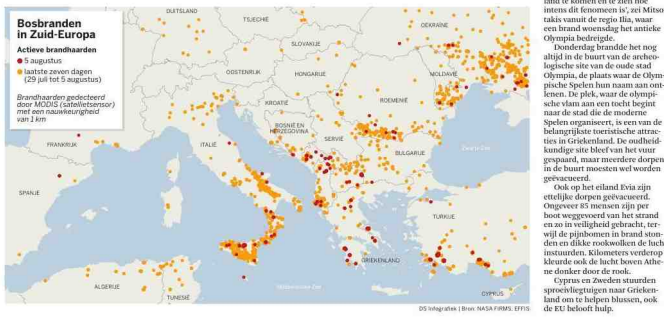 Bosbranden
in Zuid-Europa
Actieve brandhaarden
5 augustus
laatste zeven dagen
(29 juli tot 5 augustus)
Brandhaarden gedecteerd
door MODIS (satellietsensor)
met een nauwkeurigheid
van 1 km
DUITSLAND
TSJECHIË
SLOVAKIJE
OEKRAÏNE
OOSTENRIJK
HONGARIJE
MOLDAVIË
KROATIË
ROEMENIË
BOSNIË EN
HERZEGOVINA
SERVIË
FRANKRIJK
ITALIË
BULGARIJE
Zwarte Zee
SPANJE
TURKIJE
GRIEKENLAND
ALGERIJE
TUNESIË
Middellandse Zee
CYPRUS
DS Infografiek | Bron: NASA FIRMS, EFFIS
land te komen en te zien hoe
intens dit fenomeen is', zei Mitso
takis vanuit de regio Ilia, waar
een brand woensdag het antieke
Olympia bedreigde.
Donderdag brandde het nog
altijd in de buurt van de archeo-
logische site van de oude stad
Olympia, de plaats waar de Olym-
pische Spelen hun naam aan ont-
lenen. De plek, waar de olympi-
sche vlam aan een tocht begint
naar de stad die de moderne
Spelen organiseert, is een van de
belangrijkste toeristische attrac-
ties in Griekenland. De oudheid-
kundige site bleef van het vuur
gespaard, maar meerdere dorpen
in de buurt moesten wel worden
geëvacueerd.
Ook op het eiland Evia zijn
ettelijke dorpen geëvacueerd.
Ongeveer 85 mensen zijn per
boot weggevoerd van het strand
en zo in veiligheid gebracht, ter-
wijl de pijnbomen in brand ston-
den en dikke rookwolken de luch
instuurden. Kilometers verderop
kleurde ook de lucht boven Athe-
ne donker door de rook.
Cyprus en Zweden stuurden
sproeivliegtuigen naar Grieken-
land om te helpen blussen, ook
de EU belooft hulp.